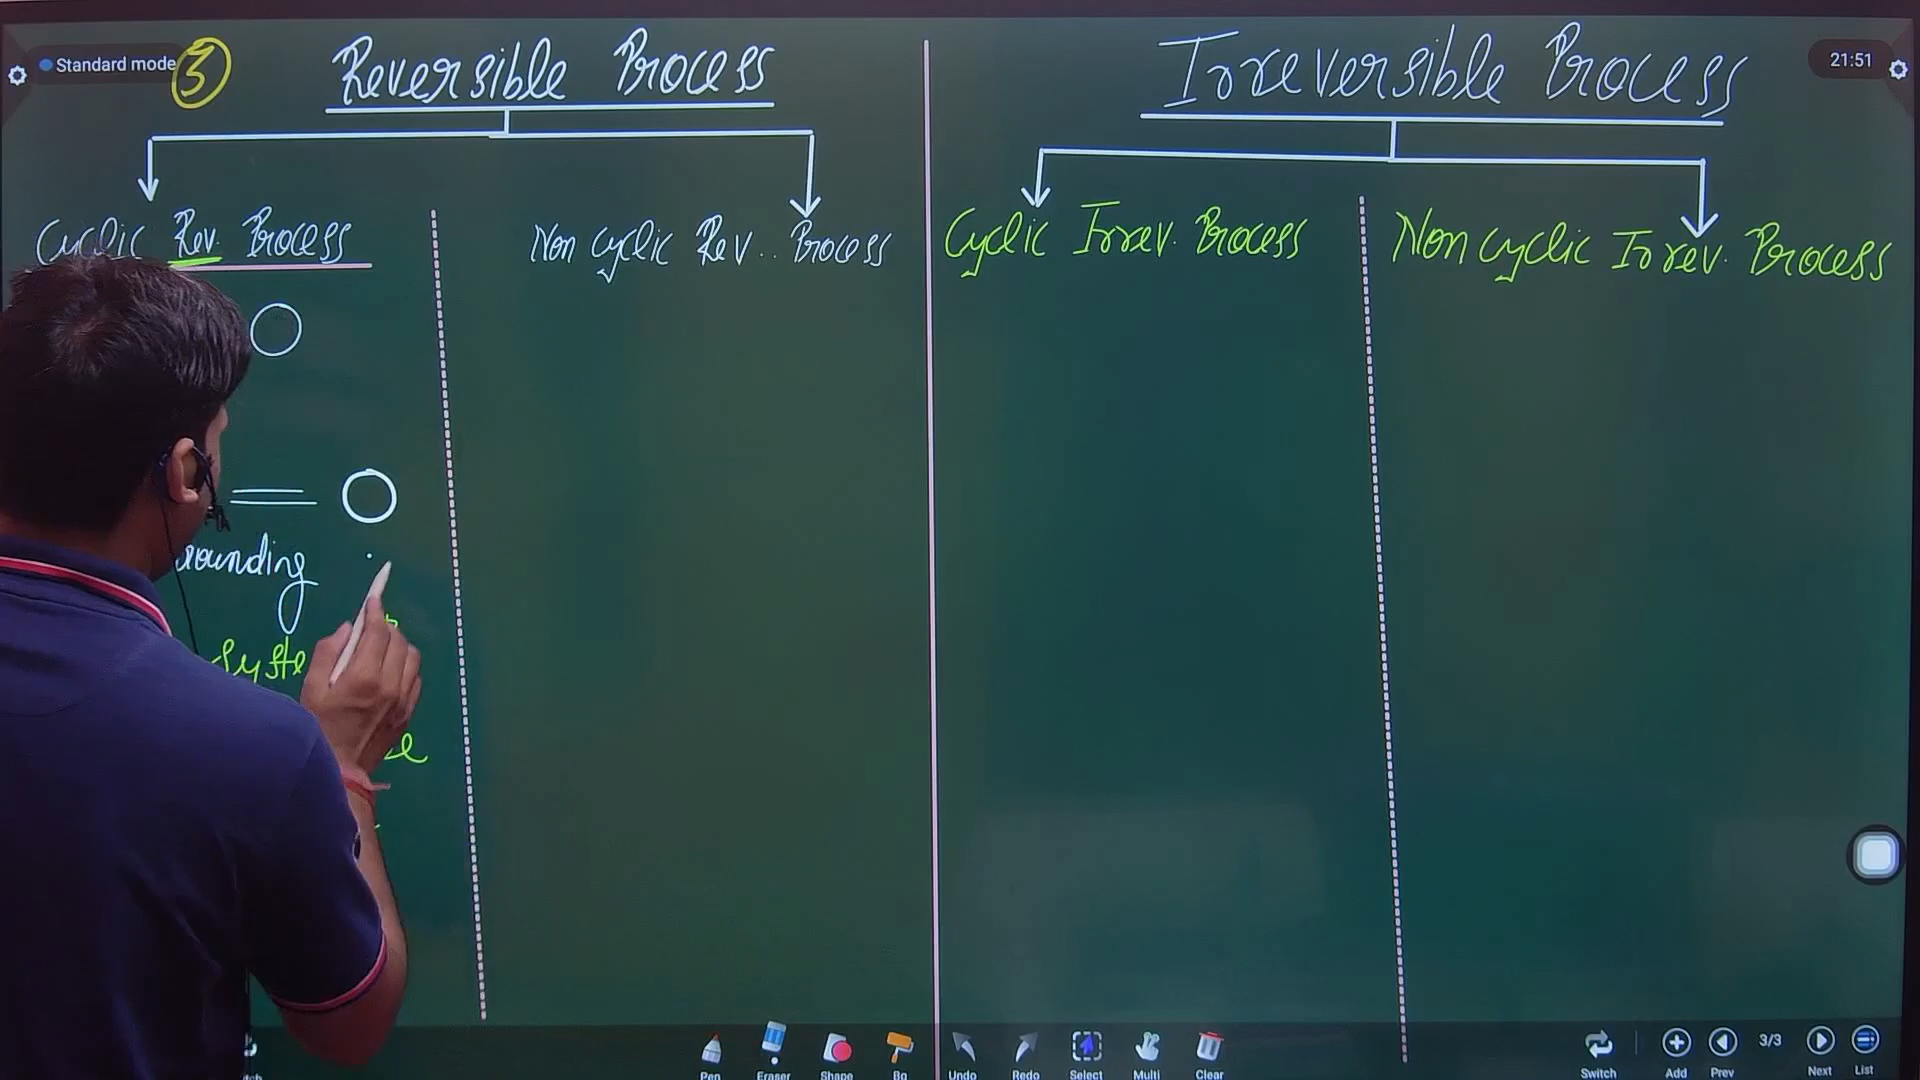 Standard mode
3
Reversible Process
Irreversible Process
21:51
Cyclic Rev. Process
Non Cyclic Rev.. Process
Cyclic Irrev. Process
Non cyclic Irrev. Process
O
= O
rounding
Syste
Pen
Eraser
Shape
Bg
Undo
Redo
Select
Multi
Clear
Switch
Add
Prev
3/3
Next
List